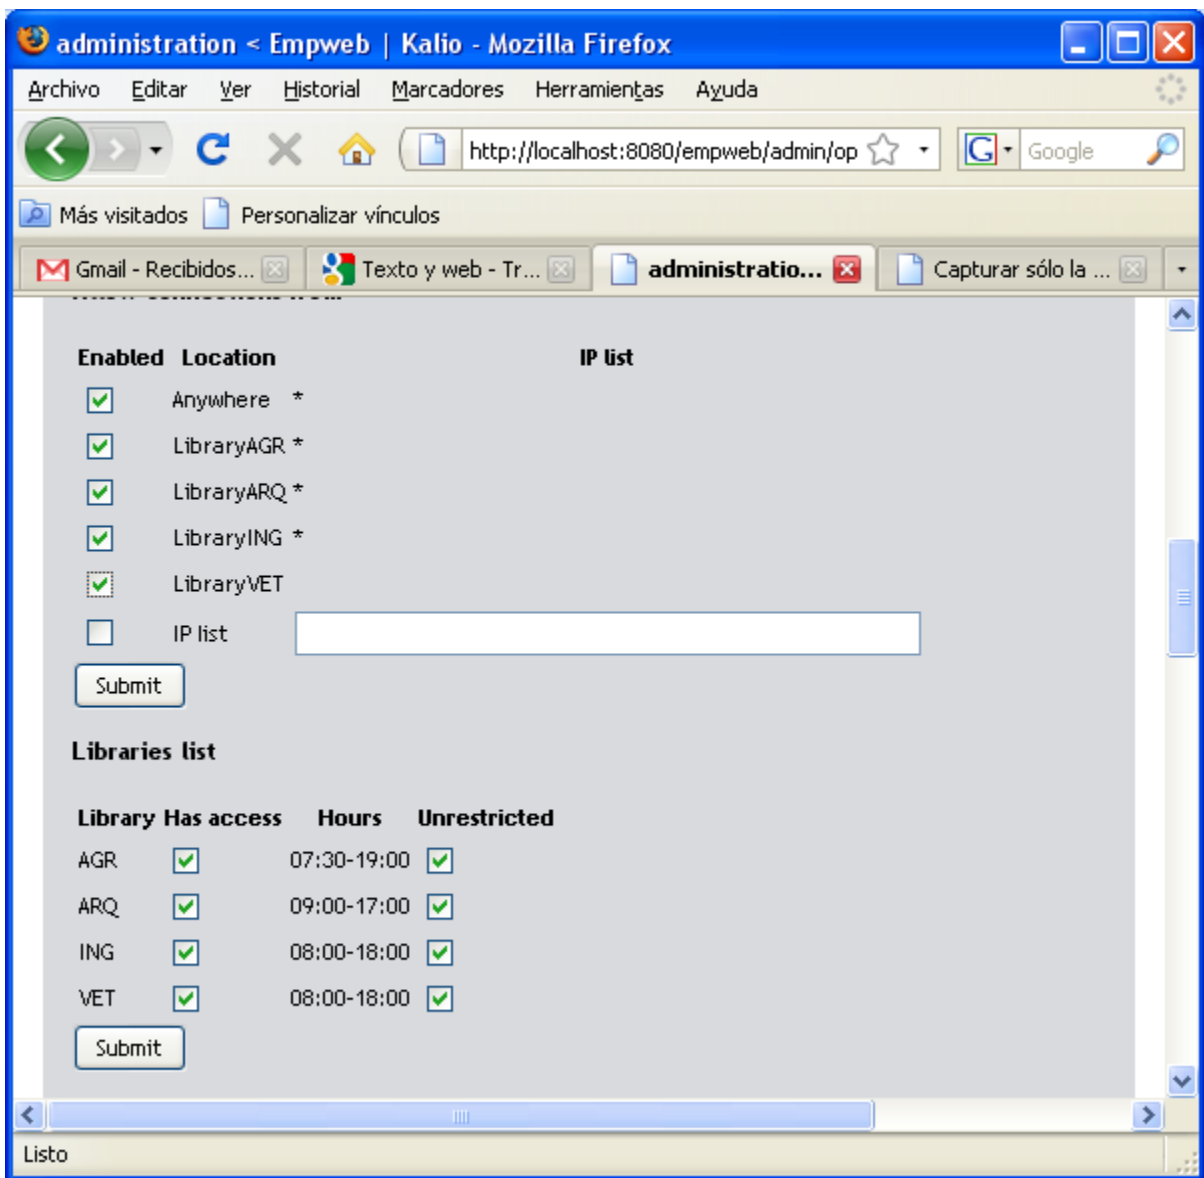 administration < Empweb | Kalio - Mozilla Firefox
Archivo Editar Ver Historial Marcadores Herramientas Ayuda
http://localhost:8080/empweb/admin/op G Google
Más visitados Personalizar vínculos
Gmail - Recibidos... Texto y web - Tr... administratio... Capturar sólo la ...
Enabled Location IP list
Anywhere *
LibraryAGR *
LibraryARQ *
LibraryING *
LibraryVET
IP list
Submit
Libraries list
Library Has access Hours Unrestricted
AGR 07:30-19:00
ARQ 09:00-17:00
ING 08:00-18:00
VET 08:00-18:00
Submit
Listo